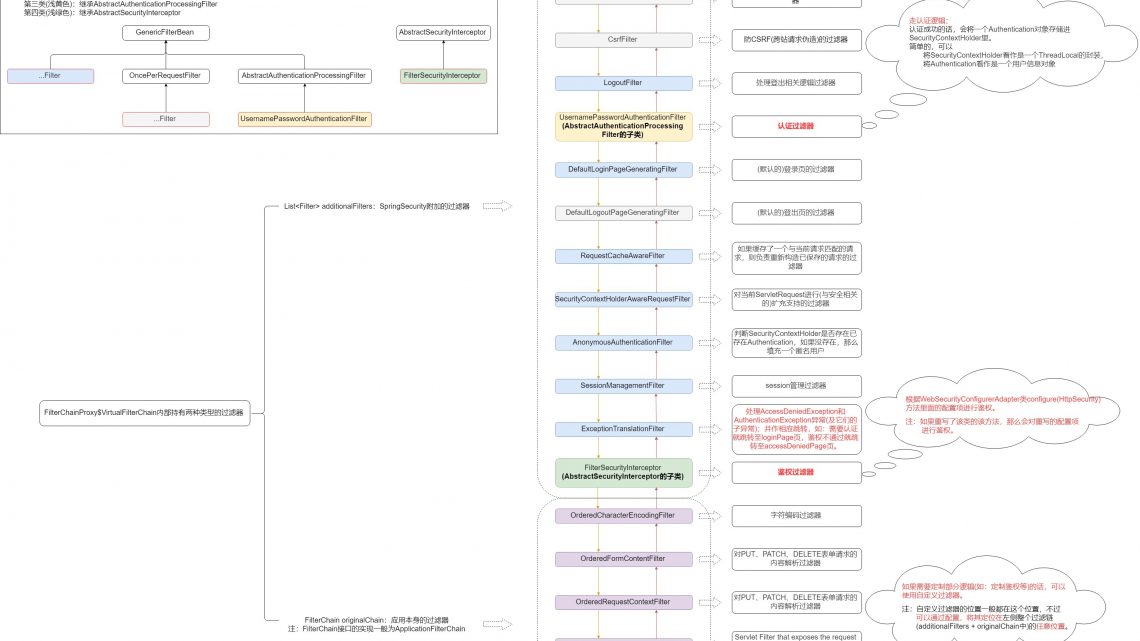 第三类(浅黄色)：继承AbstractAuthenticationProcessingFilter
第四类(浅绿色)：继承AbstractSecurityInterceptor
GenericFilterBean
AbstractSecurityInterceptor
...Filter
OncePerRequestFilter
AbstractAuthenticationProcessingFilter
FilterSecurityInterceptor
...Filter
UsernamePasswordAuthenticationFilter
List<Filter> additionalFilters：SpringSecurity附加的过滤器
FilterChainProxy$VirtualFilterChain内部持有两种类型的过滤器
FilterChain originalChain：应用本身的过滤器
注：FilterChain接口的实现一般为ApplicationFilterChain
器
CsrfFilter
防CSRF(跨站请求伪造)的过滤器
LogoutFilter
处理登出相关逻辑过滤器
UsernamePasswordAuthenticationFilter
(AbstractAuthenticationProcessing
Filter的子类)
认证过滤器
DefaultLoginPageGeneratingFilter
(默认的)登录页的过滤器
DefaultLogoutPageGeneratingFilter
(默认的)登出页的过滤器
RequestCacheAwareFilter
如果缓存了一个与当前请求匹配的请
求，则负责重新构造已保存的请求的过
滤器
SecurityContextHolderAwareRequestFilter
对当前ServletRequest进行(与安全相关
的)扩充支持的过滤器
AnonymousAuthenticationFilter
判断SecurityContextHolder是否存在已
存在Authentication，如果没存在，那么
填充一个匿名用户
SessionManagementFilter
session管理过滤器
ExceptionTranslationFilter
处理AccessDeniedException和
AuthenticationException异常(及它们的
子异常)；并作相应跳转，如：需要认证
就跳转至loginPage页，鉴权不通过就跳
转至accessDeniedPage页。
FilterSecurityInterceptor
(AbstractSecurityInterceptor的子类)
鉴权过滤器
OrderedCharacterEncodingFilter
字符编码过滤器
OrderedFormContentFilter
对PUT、PATCH、DELETE表单请求的
内容解析过滤器
OrderedRequestContextFilter
对PUT、PATCH、DELETE表单请求的
内容解析过滤器
Servlet Filter that exposes the request
走认证逻辑：
认证成功的话，会将一个Authentication对象存储进
SecurityContextHolder里。
简单的，可以
将SecurityContextHolder看作是一个ThreadLocal的封装，
将Authentication看作是一个用户信息对象
根据WebSecurityConfigurerAdapter类configure(HttpSecurity)
方法里面的配置项进行鉴权。
注：如果重写了该类的该方法，那么会对重写的配置项
进行鉴权。
如果需要定制部分逻辑(如：定制鉴权等)的话，可以
使用自定义过滤器。
注：自定义过滤器的位置一般都在这个位置，不过
可以通过配置，将其定位在左侧整个过滤链
(additionalFilters + originalChain中)的任意位置。